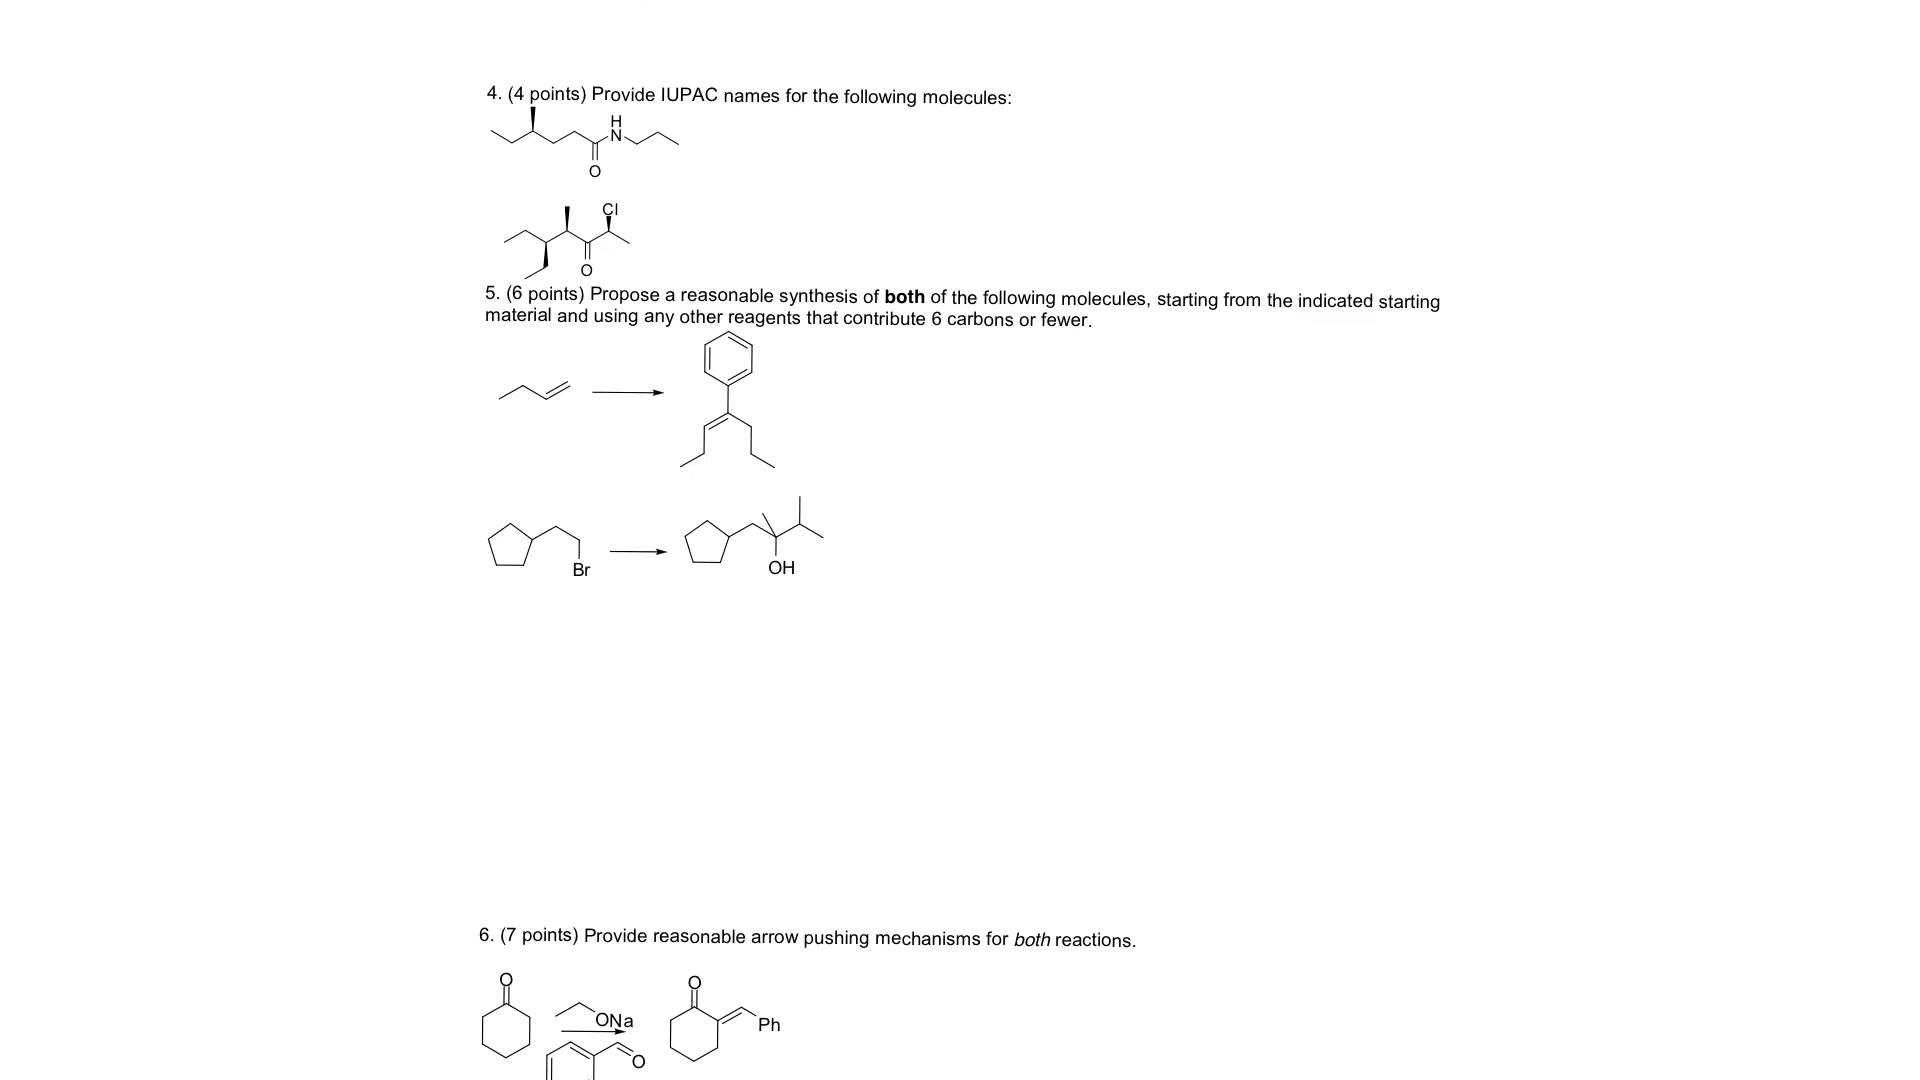 4. (4 points) Provide IUPAC names for the following molecules:
H
N
O
Cl
O
5. (6 points) Propose a reasonable synthesis of both of the following molecules, starting from the indicated starting
material and using any other reagents that contribute 6 carbons or fewer.
Br
OH
6. (7 points) Provide reasonable arrow pushing mechanisms for both reactions.
O
O
ONa
Ph
O